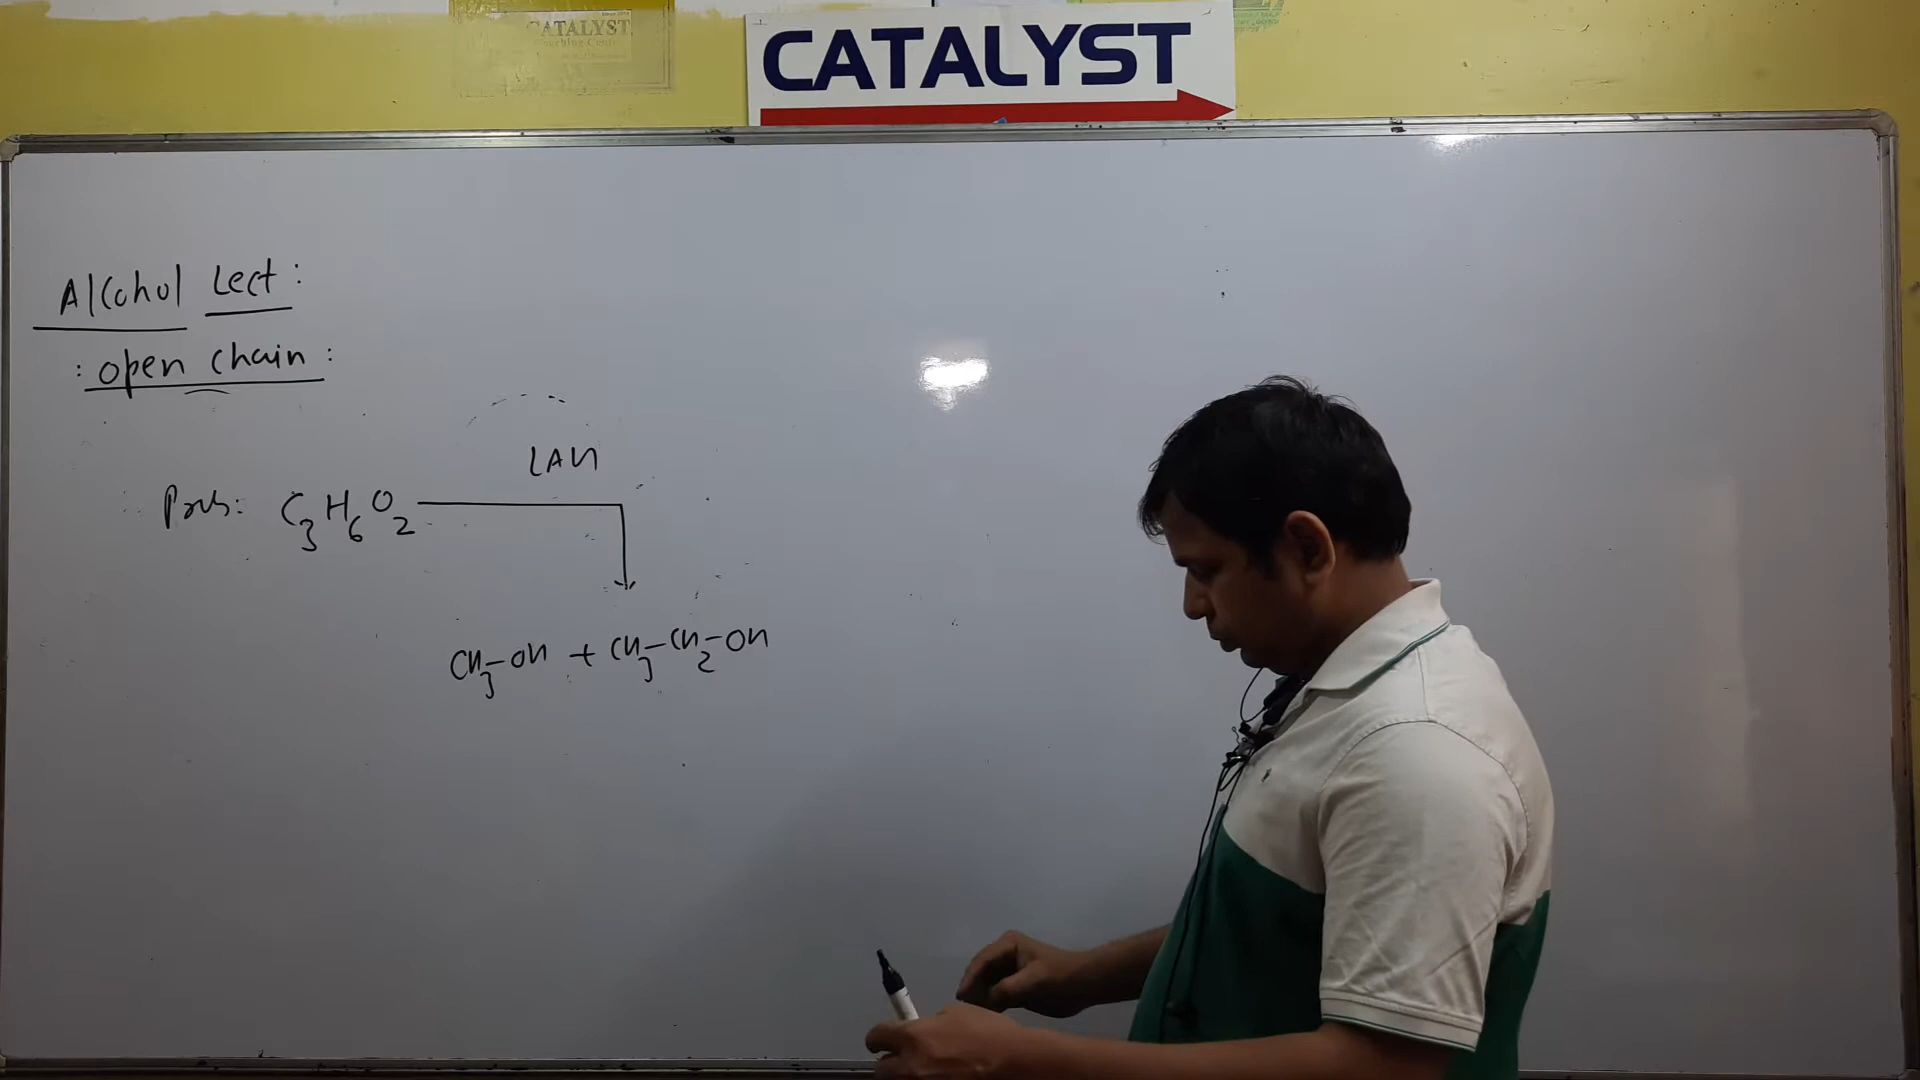 CATALYST
CATALYST
Alcohol Lect:
: open chain :
LAH
Prob: C3H6O2
CH3-OH + CH3-CH2-OH